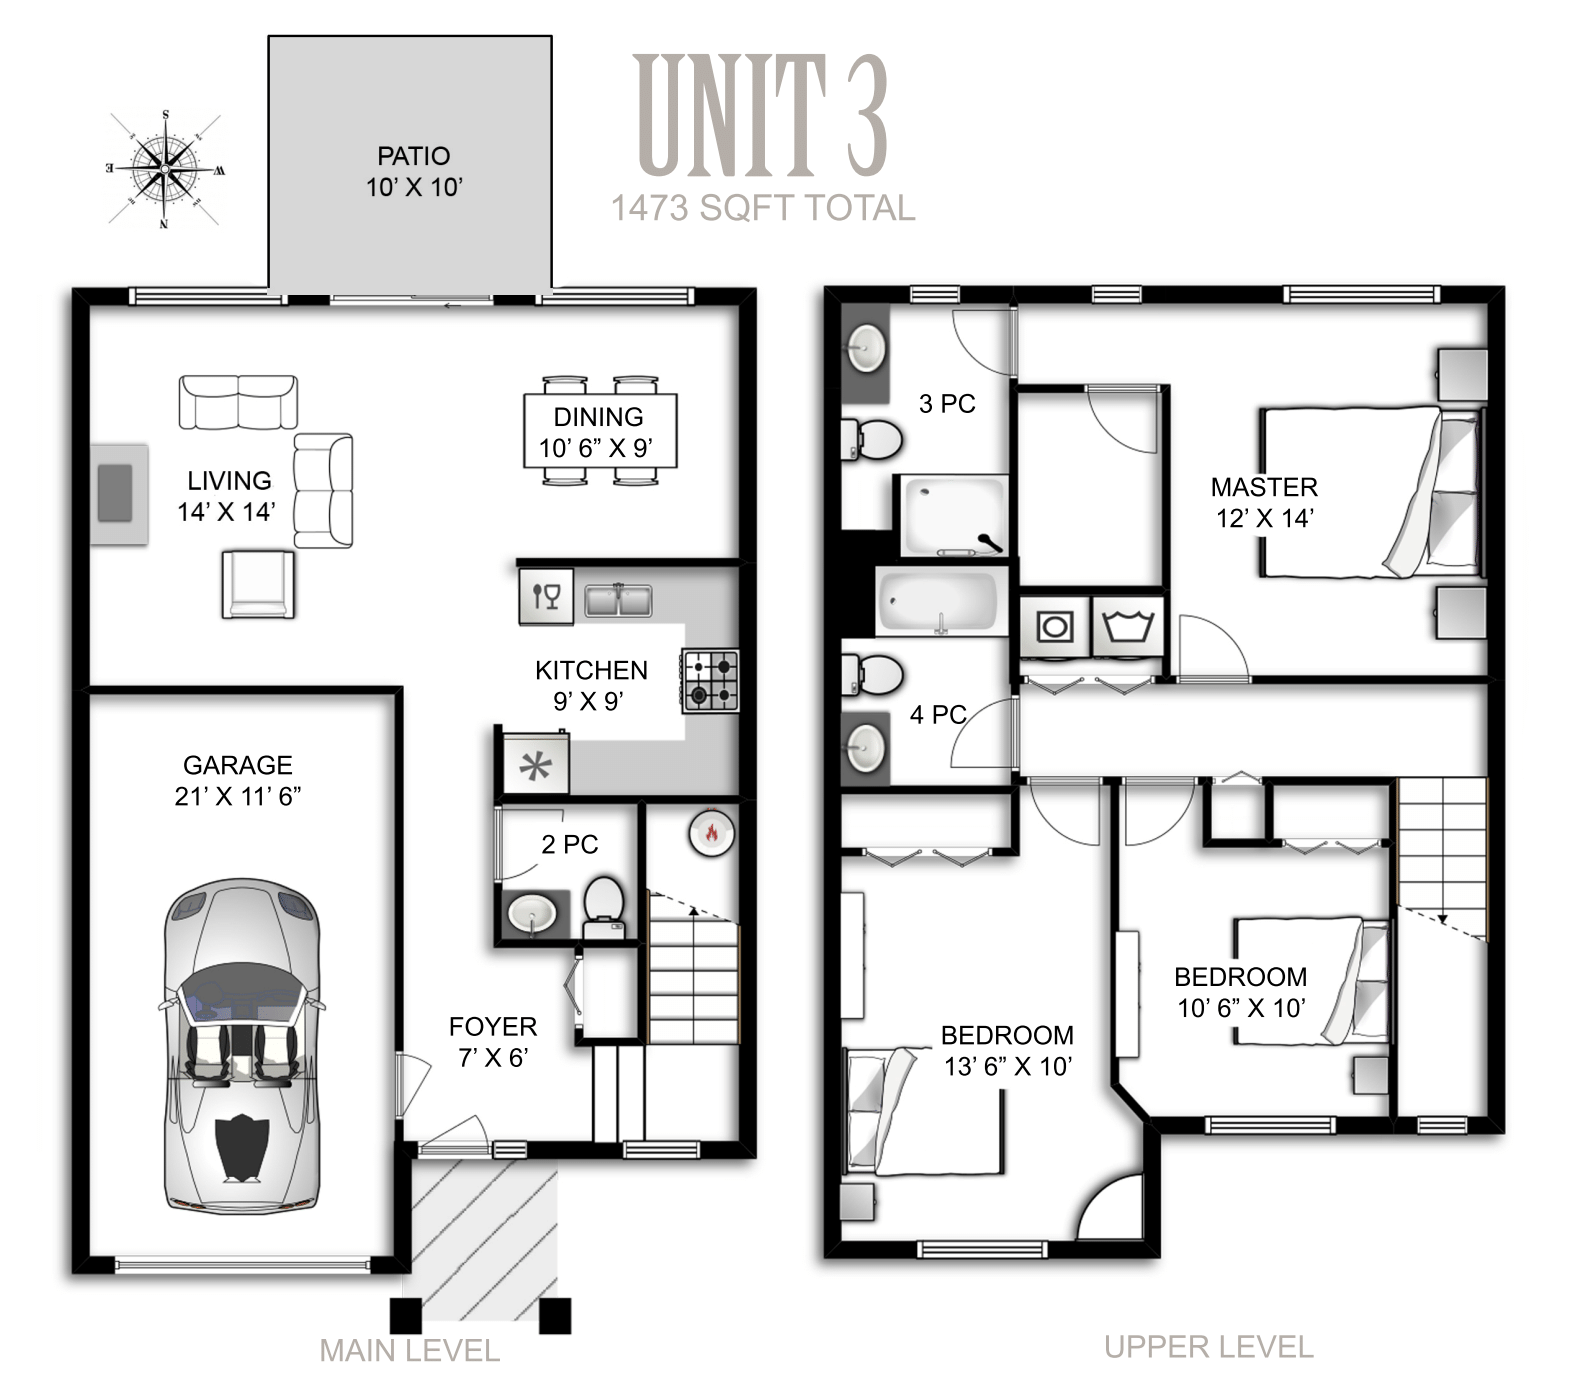 UNIT 3
1473 SQFT TOTAL
S
E
W
N
PATIO
10’ X 10’
LIVING
14’ X 14’
DINING
10’ 6” X 9’
KITCHEN
9’ X 9’
GARAGE
21’ X 11’ 6”
2 PC
FOYER
7’ X 6’
MAIN LEVEL
3 PC
MASTER
12’ X 14’
4 PC
BEDROOM
10’ 6” X 10’
BEDROOM
13’ 6” X 10’
UPPER LEVEL